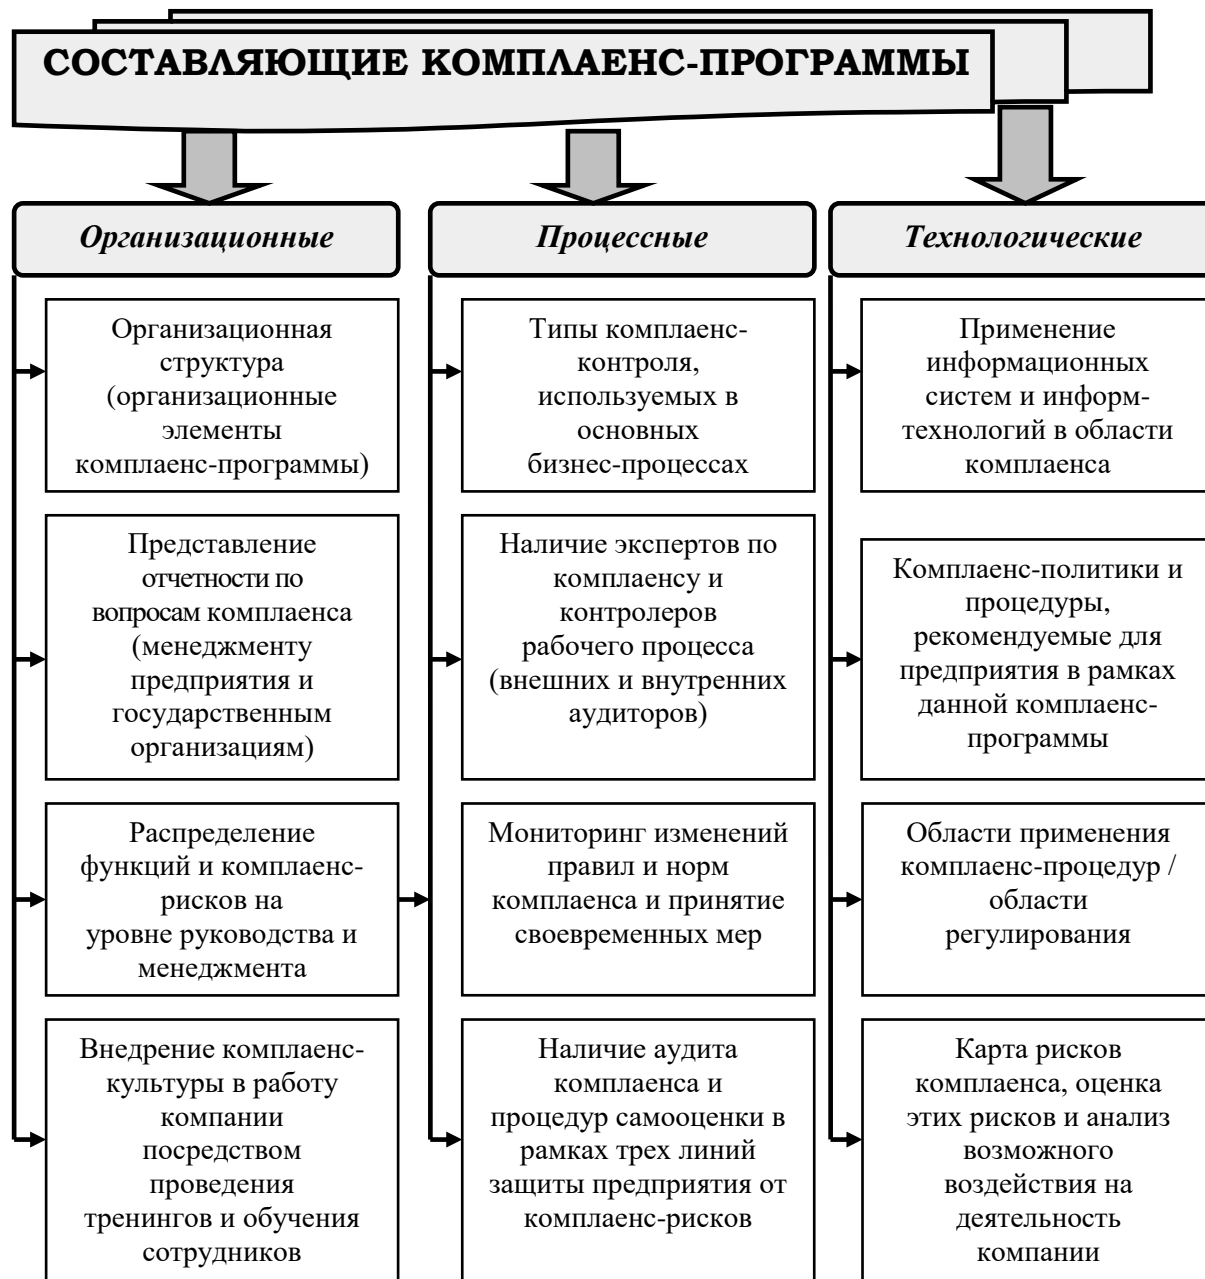 СОСТАВЛЯЮЩИЕ КОМПЛАЕНС-ПРОГРАММЫ
Организационные
Организационная
структура
(организационные
элементы
комплаенс-программы)
Представление
отчетности по
вопросам комплаенса
(менеджменту
предприятия и
государственным
организациям)
Распределение
функций и комплаенс-
рисков на
уровне руководства и
менеджмента
Внедрение комплаенс-
культуры в работу
компании
посредством
проведения
тренингов и обучения
сотрудников
Процессные
Типы комплаенс-
контроля,
используемых в
основных
бизнес-процессах
Наличие экспертов по
комплаенсу и
контролеров
рабочего процесса
(внешних и внутренних
аудиторов)
Мониторинг изменений
правил и норм
комплаенса и принятие
своевременных мер
Наличие аудита
комплаенса и
процедур самооценки в
рамках трех линий
защиты предприятия от
комплаенс-рисков
Технологические
Применение
информационных
систем и информ-
технологий в области
комплаенса
Комплаенс-политики и
процедуры,
рекомендуемые для
предприятия в рамках
данной комплаенс-
программы
Области применения
комплаенс-процедур /
области
регулирования
Карта рисков
комплаенса, оценка
этих рисков и анализ
возможного
воздействия на
деятельность
компании